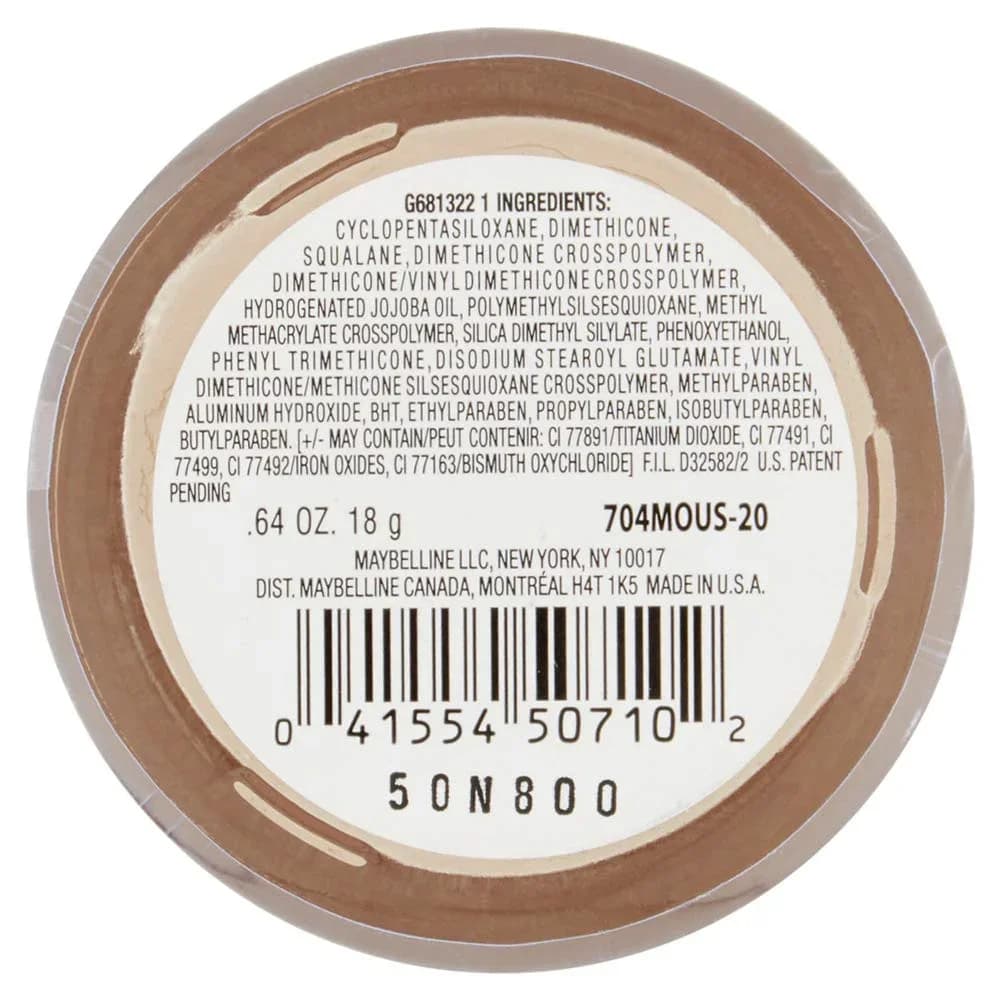 G681322 1 INGREDIENTS:
CYCLOPENTASILOXANE, DIMETHICONE,
SQUALANE, DIMETHICONE CROSSPOLYMER,
DIMETHICONE/VINYL DIMETHICONE CROSSPOLYMER,
HYDROGENATED JOJOBA OIL, POLYMETHYLSILSESQUIOXANE, METHYL
METHACRYLATE CROSSPOLYMER, SILICA DIMETHYL SILYLATE, PHENOXYETHANOL,
PHENYL TRIMETHICONE, DISODIUM STEAROYL GLUTAMATE, VINYL
DIMETHICONE/METHICONE SILSESQUIOXANE CROSSPOLYMER, METHYLPARABEN,
ALUMINUM HYDROXIDE, BHT, ETHYLPARABEN, PROPYLPARABEN, ISOBUTYLPARABEN,
BUTYLPARABEN. [+/- MAY CONTAIN/PEUT CONTENIR: CI 77891/TITANIUM DIOXIDE, CI 77491, CI
77499, CI 77492/IRON OXIDES, CI 77163/BISMUTH OXYCHLORIDE] F.I.L. D32582/2 U.S. PATENT
PENDING
.64 OZ. 18 g 704MOUS-20
MAYBELLINE LLC, NEW YORK, NY 10017
DIST. MAYBELLINE CANADA, MONTRÉAL H4T 1K5 MADE IN U.S.A.
0 41554 50710 2
50N800